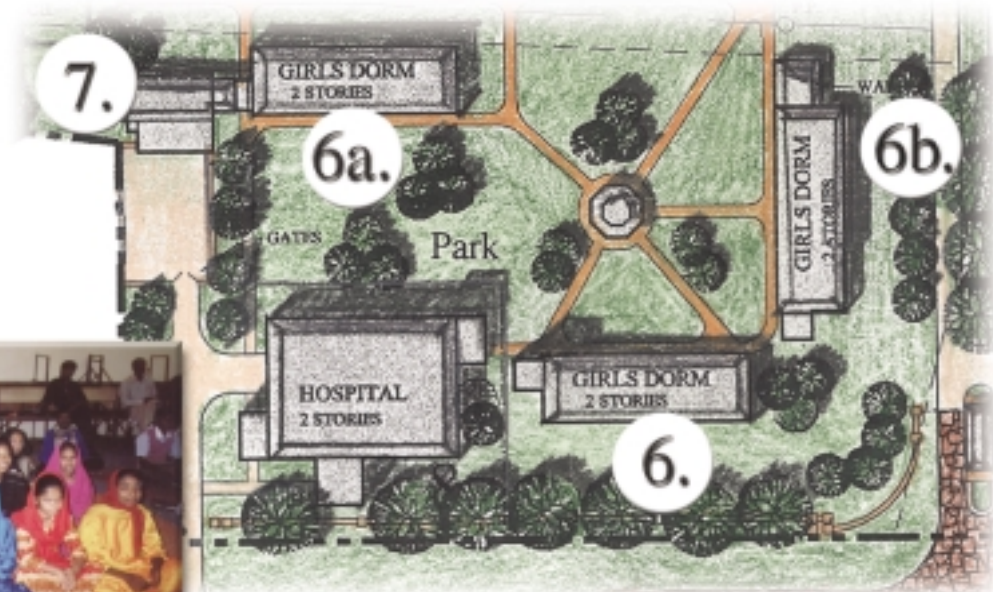 7.
GIRLS DORM
2 STORIES
6a.
6b.
GIRLS DORM
2 STORIES
GATES
Park
HOSPITAL
2 STORIES
GIRLS DORM
2 STORIES
6.